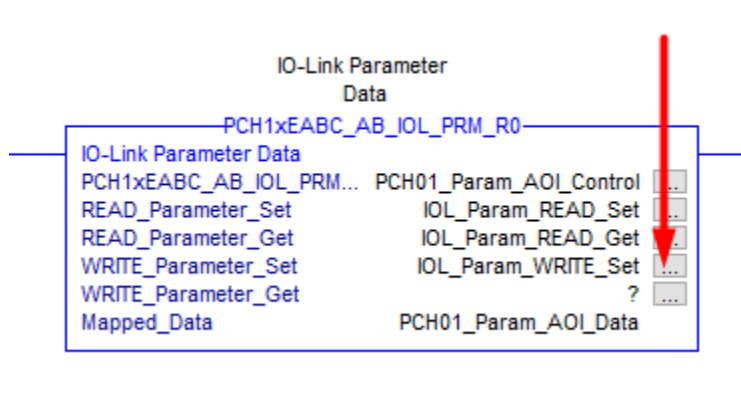 IO-Link Parameter
Data
PCH1xEABC_AB_IOL_PRM_R0
IO-Link Parameter Data
PCH1xEABC_AB_IOL_PRM... PCH01_Param_AOI_Control ...
READ_Parameter_Set IOL_Param_READ_Set ...
READ_Parameter_Get IOL_Param_READ_Get ...
WRITE_Parameter_Set IOL_Param_WRITE_Set ...
WRITE_Parameter_Get ? ...
Mapped_Data PCH01_Param_AOI_Data